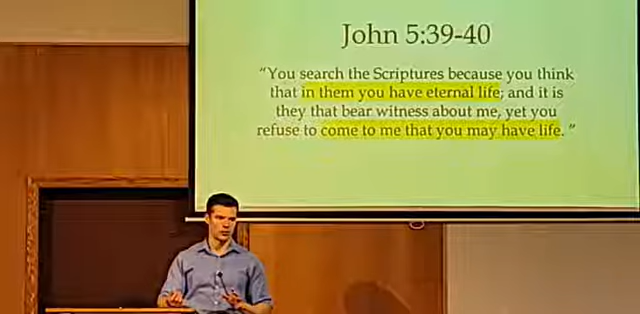 John 5:39-40
“You search the Scriptures because you think
that in them you have eternal life; and it is
they that bear witness about me, yet you
refuse to come to me that you may have life. ”